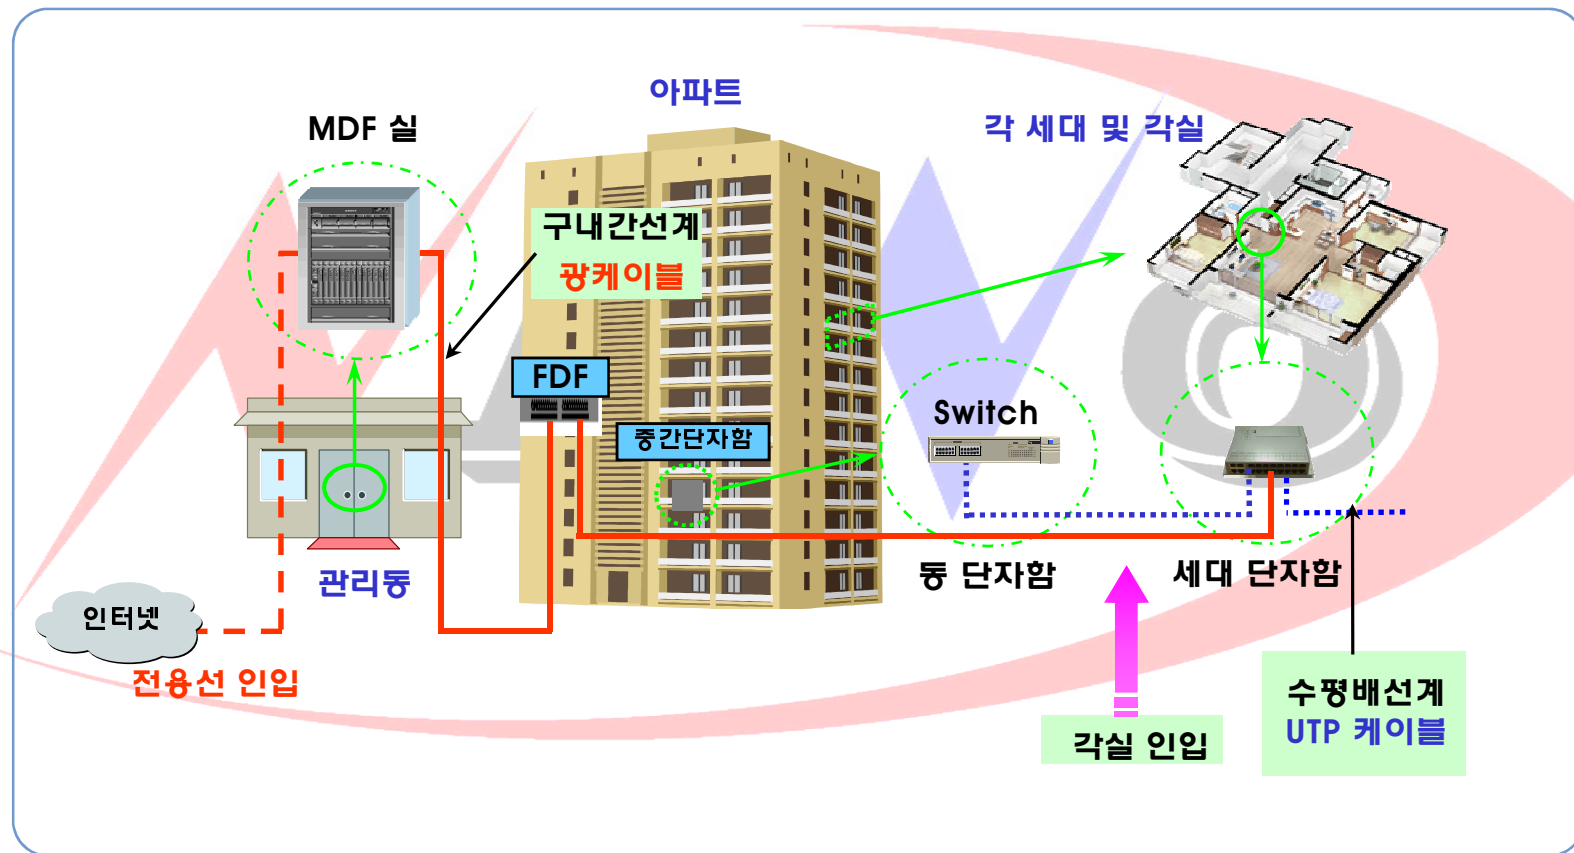 아파트
MDF 실
각 세대 및 각실
구내간선계
광케이블
FDF
중간단자함
Switch
관리동
동 단자함
세대 단자함
인터넷
전용선 인입
각실 인입
수평배선계
UTP 케이블